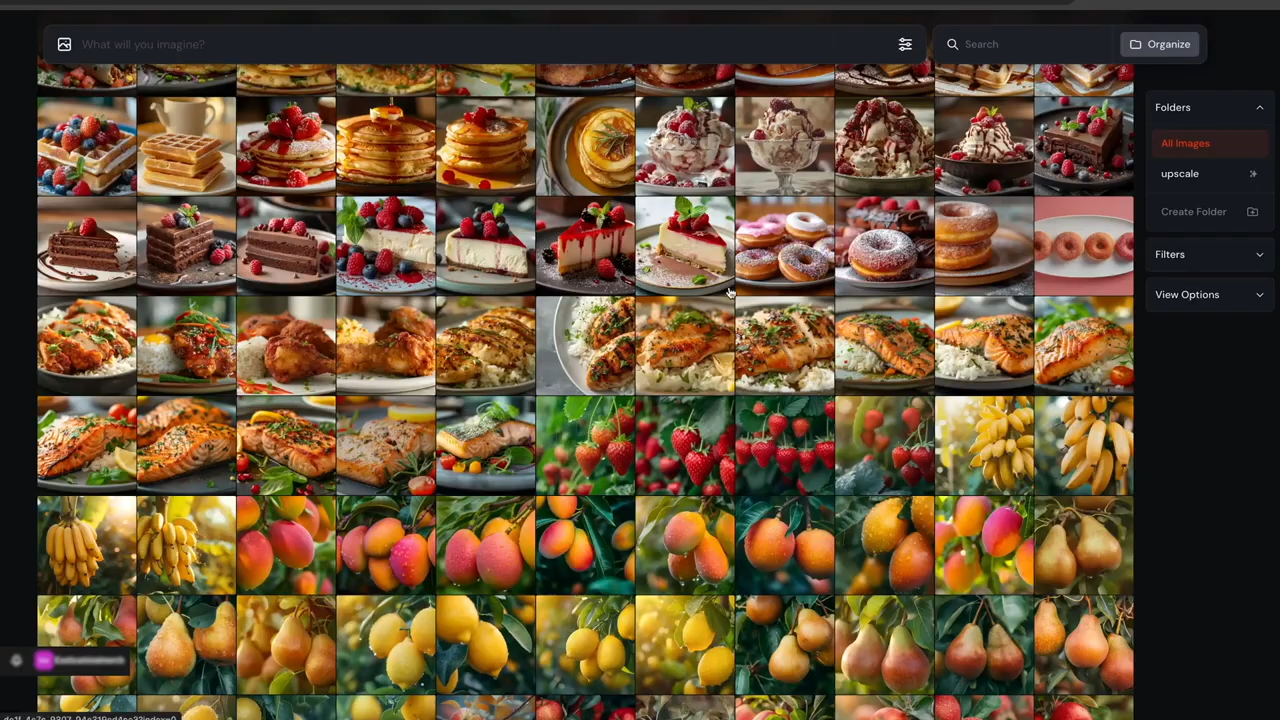 What will you imagine?
Search
Organize
Folders
All Images
upscale
Create Folder
Filters
View Options